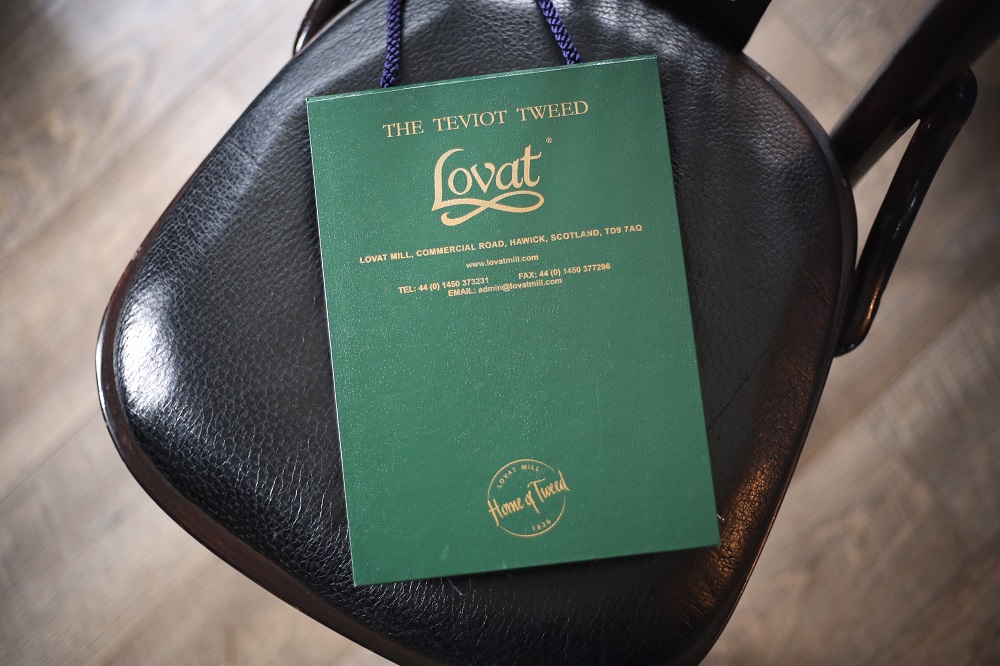 THE TEVIOT TWEED
Lovat ®
LOVAT MILL, COMMERCIAL ROAD, HAWICK, SCOTLAND, TD9 7AQ
www.lovatmill.com
TEL: 44 (0) 1450 373231 FAX: 44 (0) 1450 377296
EMAIL: admin@lovatmill.com
LOVAT MILL
Home of Tweed